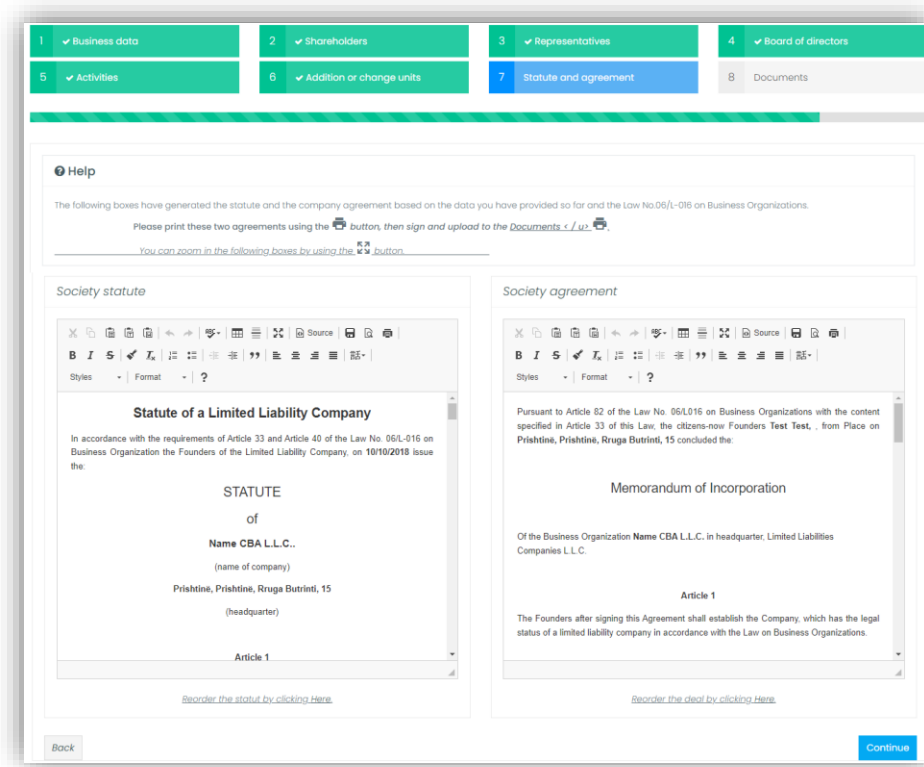 1 ✔ Business data
2 ✔ Shareholders
3 ✔ Representatives
4 ✔ Board of directors
5 ✔ Activities
6 ✔ Addition or change units
7 Statute and agreement
8 Documents
Help
The following boxes have generated the statute and the company agreement based on the data you have provided so far and the Law No.06/L-016 on Business Organizations.
Please print these two agreements using the button, then sign and upload to the Documents < / u> .
You can zoom in the following boxes by using the button.
Society statute
Source
B I S Tx
Styles Format ?
Statute of a Limited Liability Company
In accordance with the requirements of Article 33 and Article 40 of the Law No. 06/L-016 on
Business Organization the Founders of the Limited Liability Company, on 10/10/2018 issue
the:
STATUTE
of
Name CBA L.L.C..
(name of company)
Prishtinë, Prishtinë, Rruga Butrinti, 15
(headquarter)
Article 1
Reorder the statut by clicking Here.
Society agreement
Source
B I S Tx
Styles Format ?
Pursuant to Article 82 of the Law No. 06/L016 on Business Organizations with the content
specified in Article 33 of this Law, the citizens-now Founders Test Test, , from Place on
Prishtinë, Prishtinë, Rruga Butrinti, 15 concluded the:
Memorandum of Incorporation
Of the Business Organization Name CBA L.L.C. in headquarter, Limited Liabilities
Companies L.L.C.
Article 1
The Founders after signing this Agreement shall establish the Company, which has the legal
status of a limited liability company in accordance with the Law on Business Organizations.
Reorder the deal by clicking Here.
Back
Continue